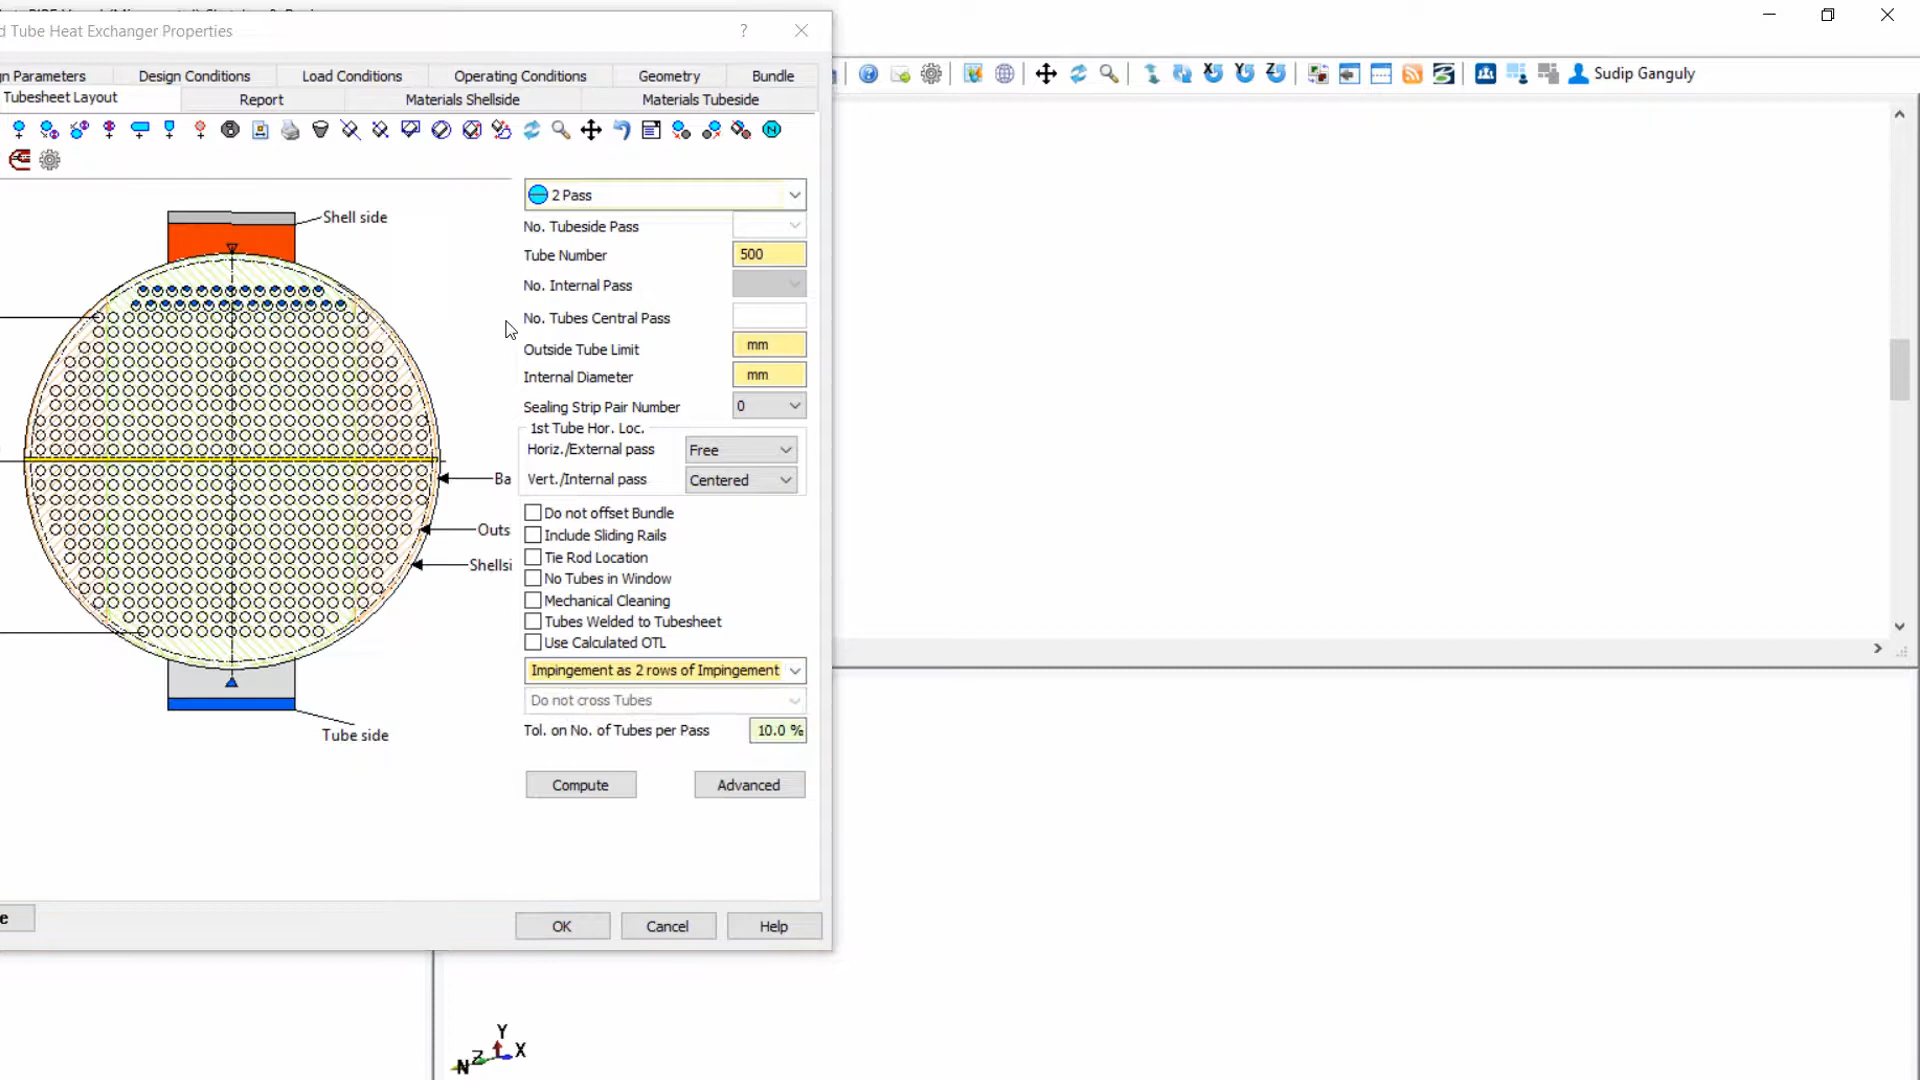 d Tube Heat Exchanger Properties
?
gn Parameters
Design Conditions
Load Conditions
Operating Conditions
Geometry
Bundle
Tubesheet Layout
Report
Materials Shellside
Materials Tubeside
X
Y
Z
Sudip Ganguly
N
Shell side
2 Pass
No. Tubeside Pass
Tube Number
500
No. Internal Pass
No. Tubes Central Pass
Outside Tube Limit
mm
Internal Diameter
mm
Sealing Strip Pair Number
0
1st Tube Hor. Loc.
Horiz./External pass
Free
Vert./Internal pass
Centered
Ba
Outs
Shellsi
Do not offset Bundle
Include Sliding Rails
Tie Rod Location
No Tubes in Window
Mechanical Cleaning
Tubes Welded to Tubesheet
Use Calculated OTL
Impingement as 2 rows of Impingement
Do not cross Tubes
Tol. on No. of Tubes per Pass
10.0 %
Tube side
Compute
Advanced
e
OK
Cancel
Help
Y
Z
X
N